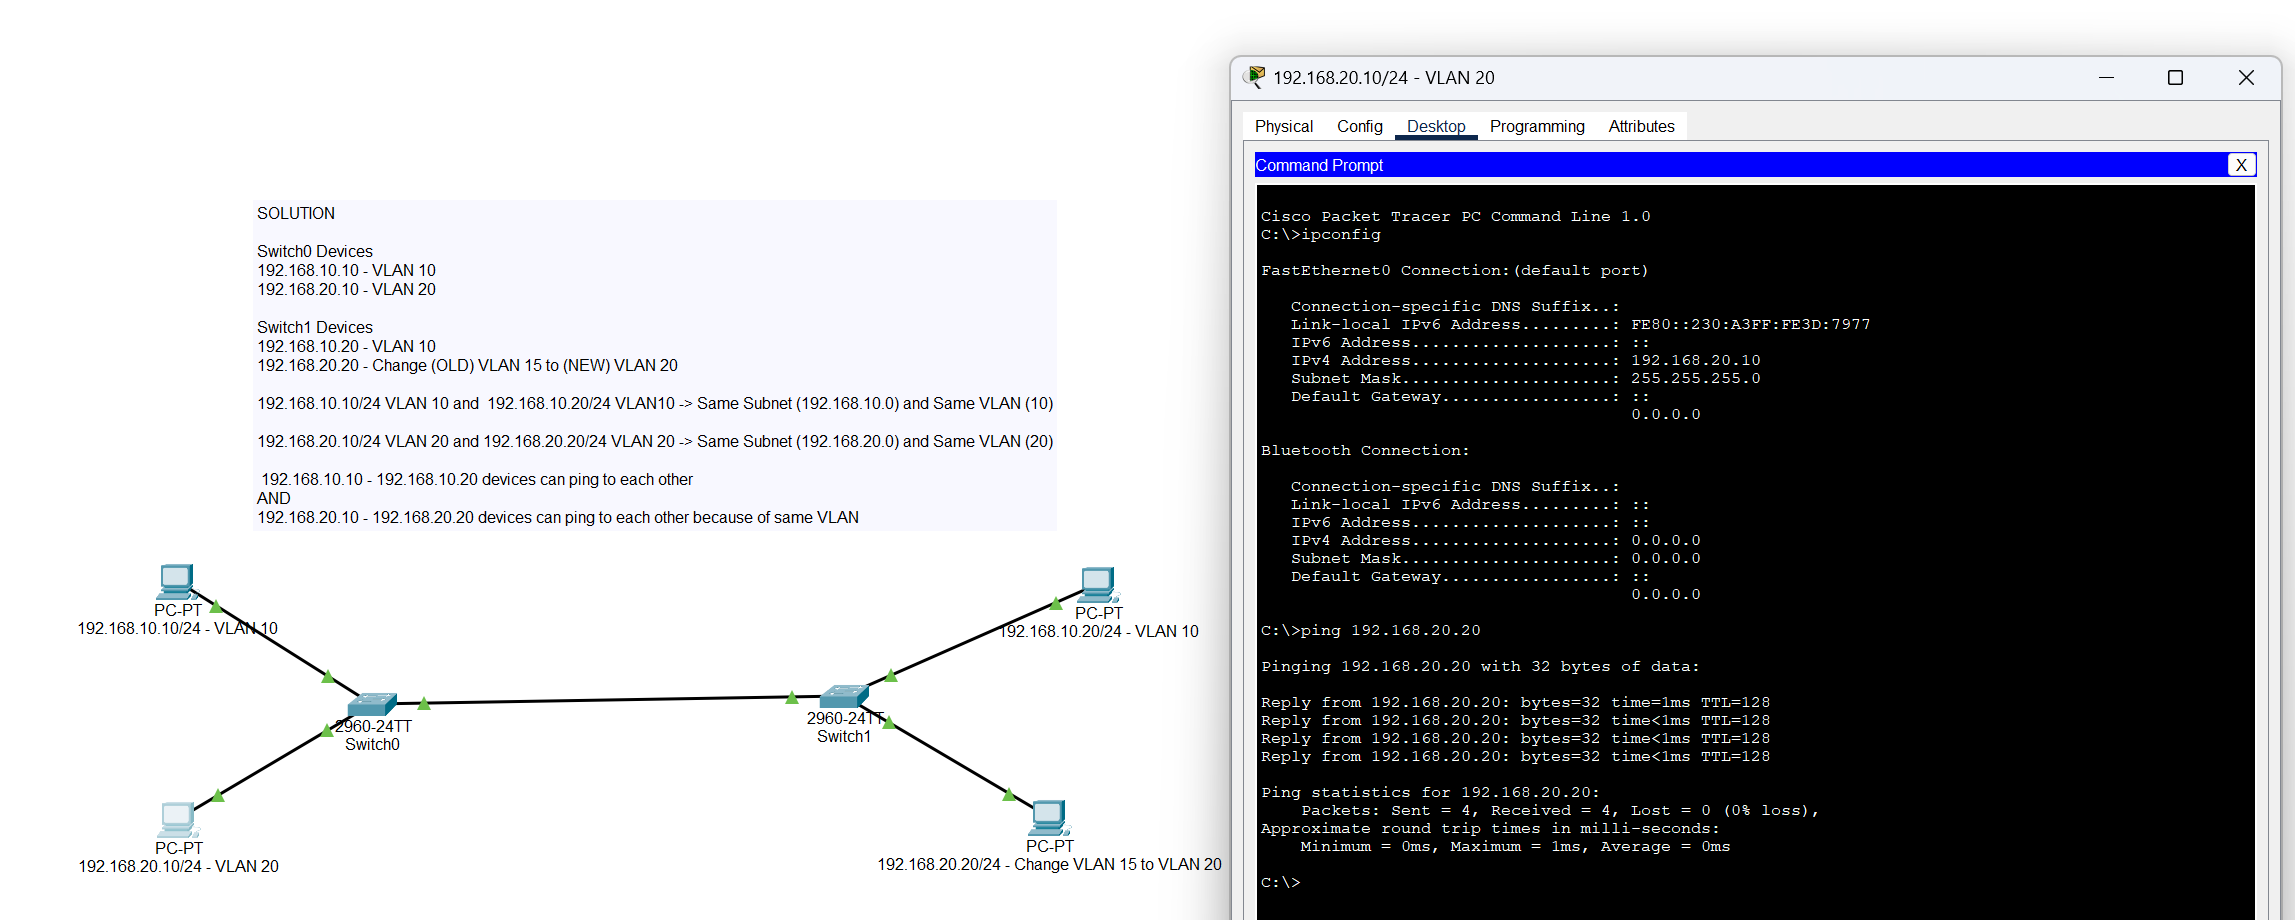 SOLUTION
Switch0 Devices
192.168.10.10 - VLAN 10
192.168.20.10 - VLAN 20
Switch1 Devices
192.168.10.20 - VLAN 10
192.168.20.20 - Change (OLD) VLAN 15 to (NEW) VLAN 20
192.168.10.10/24 VLAN 10 and  192.168.10.20/24 VLAN10 -> Same Subnet (192.168.10.0) and Same VLAN (10)
192.168.20.10/24 VLAN 20 and 192.168.20.20/24 VLAN 20 -> Same Subnet (192.168.20.0) and Same VLAN (20)
192.168.10.10 - 192.168.10.20 devices can ping to each other
AND
192.168.20.10 - 192.168.20.20 devices can ping to each other because of same VLAN
PC-PT
192.168.10.10/24 - VLAN 10
PC-PT
192.168.10.20/24 - VLAN 10
2960-24TT
Switch0
2960-24TT
Switch1
PC-PT
192.168.20.10/24 - VLAN 20
PC-PT
192.168.20.20/24 - Change VLAN 15 to VLAN 20
192.168.20.10/24 - VLAN 20
Physical Config Desktop Programming Attributes
Command Prompt X
Cisco Packet Tracer PC Command Line 1.0
C:\>ipconfig
FastEthernet0 Connection:(default port)
Connection-specific DNS Suffix..:
Link-local IPv6 Address.........: FE80::230:A3FF:FE3D:7977
IPv6 Address....................: ::
IPv4 Address....................: 192.168.20.10
Subnet Mask.....................: 255.255.255.0
Default Gateway.................: ::
0.0.0.0
Bluetooth Connection:
Connection-specific DNS Suffix..:
Link-local IPv6 Address.........: ::
IPv6 Address....................: ::
IPv4 Address....................: 0.0.0.0
Subnet Mask.....................: 0.0.0.0
Default Gateway.................: ::
0.0.0.0
C:\>ping 192.168.20.20
Pinging 192.168.20.20 with 32 bytes of data:
Reply from 192.168.20.20: bytes=32 time=1ms TTL=128
Reply from 192.168.20.20: bytes=32 time<1ms TTL=128
Reply from 192.168.20.20: bytes=32 time<1ms TTL=128
Reply from 192.168.20.20: bytes=32 time<1ms TTL=128
Ping statistics for 192.168.20.20:
Packets: Sent = 4, Received = 4, Lost = 0 (0% loss),
Approximate round trip times in milli-seconds:
Minimum = 0ms, Maximum = 1ms, Average = 0ms
C:\>